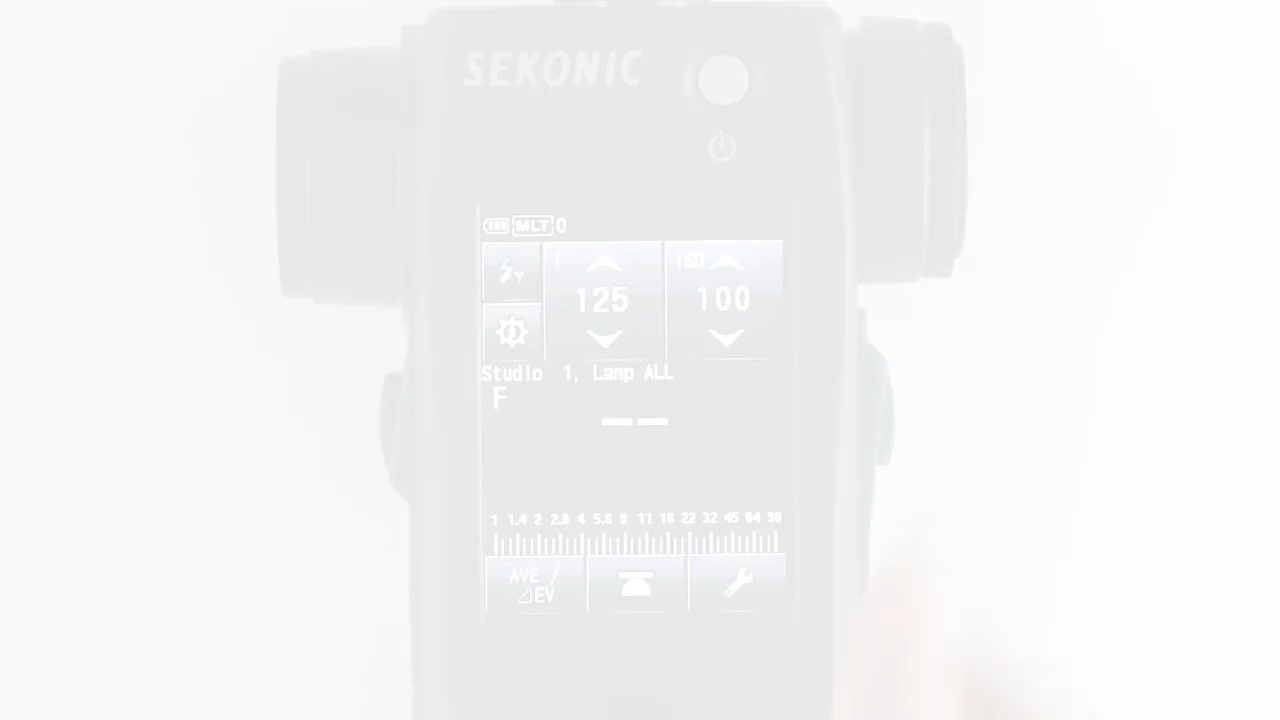 SEKONIC
MLT 0
T ISO
125 100
Studio 1, Lamp ALL
F
1 1.4 2 2.8 4 5.6 8 11 16 22 32 45 64 90
AVE /
⊿EV